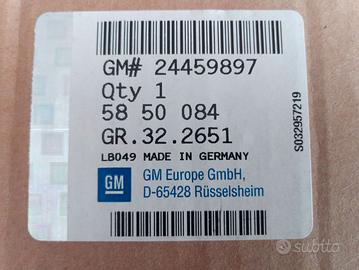 GM# 24459897
Qty 1
58 50 084
GR.32.2651
LB049 MADE IN GERMANY
GM
GM Europe GmbH,
D-65428 Rüsselsheim
S032957219
subito